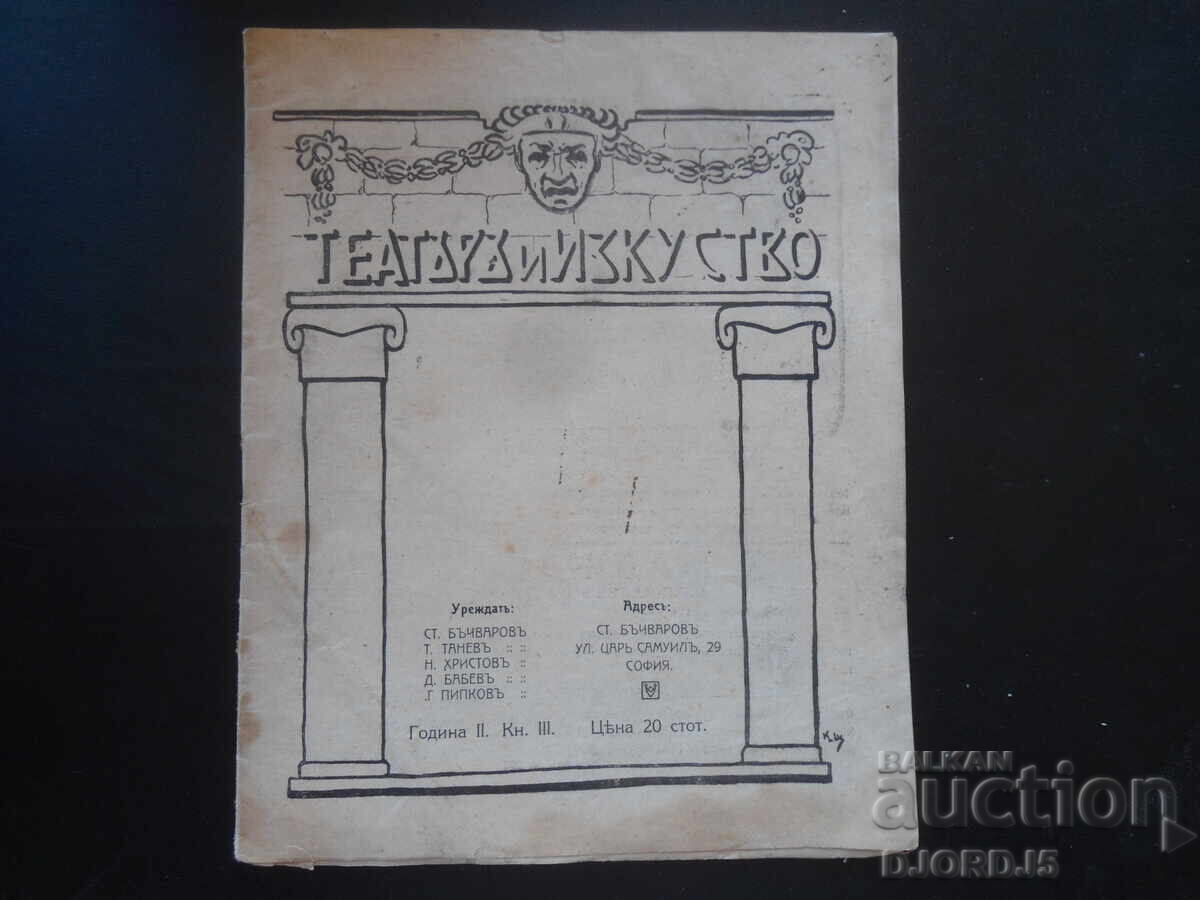 ТЕАТЪРЪ И ИЗКУСТВО
Уреждатъ:
СТ. БЪЧВАРОВЪ
Т. ТАНЕВЪ :: ::
Н. ХРИСТОВЪ ::
Д. БАБЕВЪ :: ::
.Г ПИПКОВЪ ::
Адресъ:
СТ. БЪЧВАРОВЪ
УЛ. ЦАРЬ САМУИЛЪ, 29
СОФИЯ.
Година II. Кн. III. Цѣна 20 стот.
К Щ
BALKAN
auction
DJORDJ5